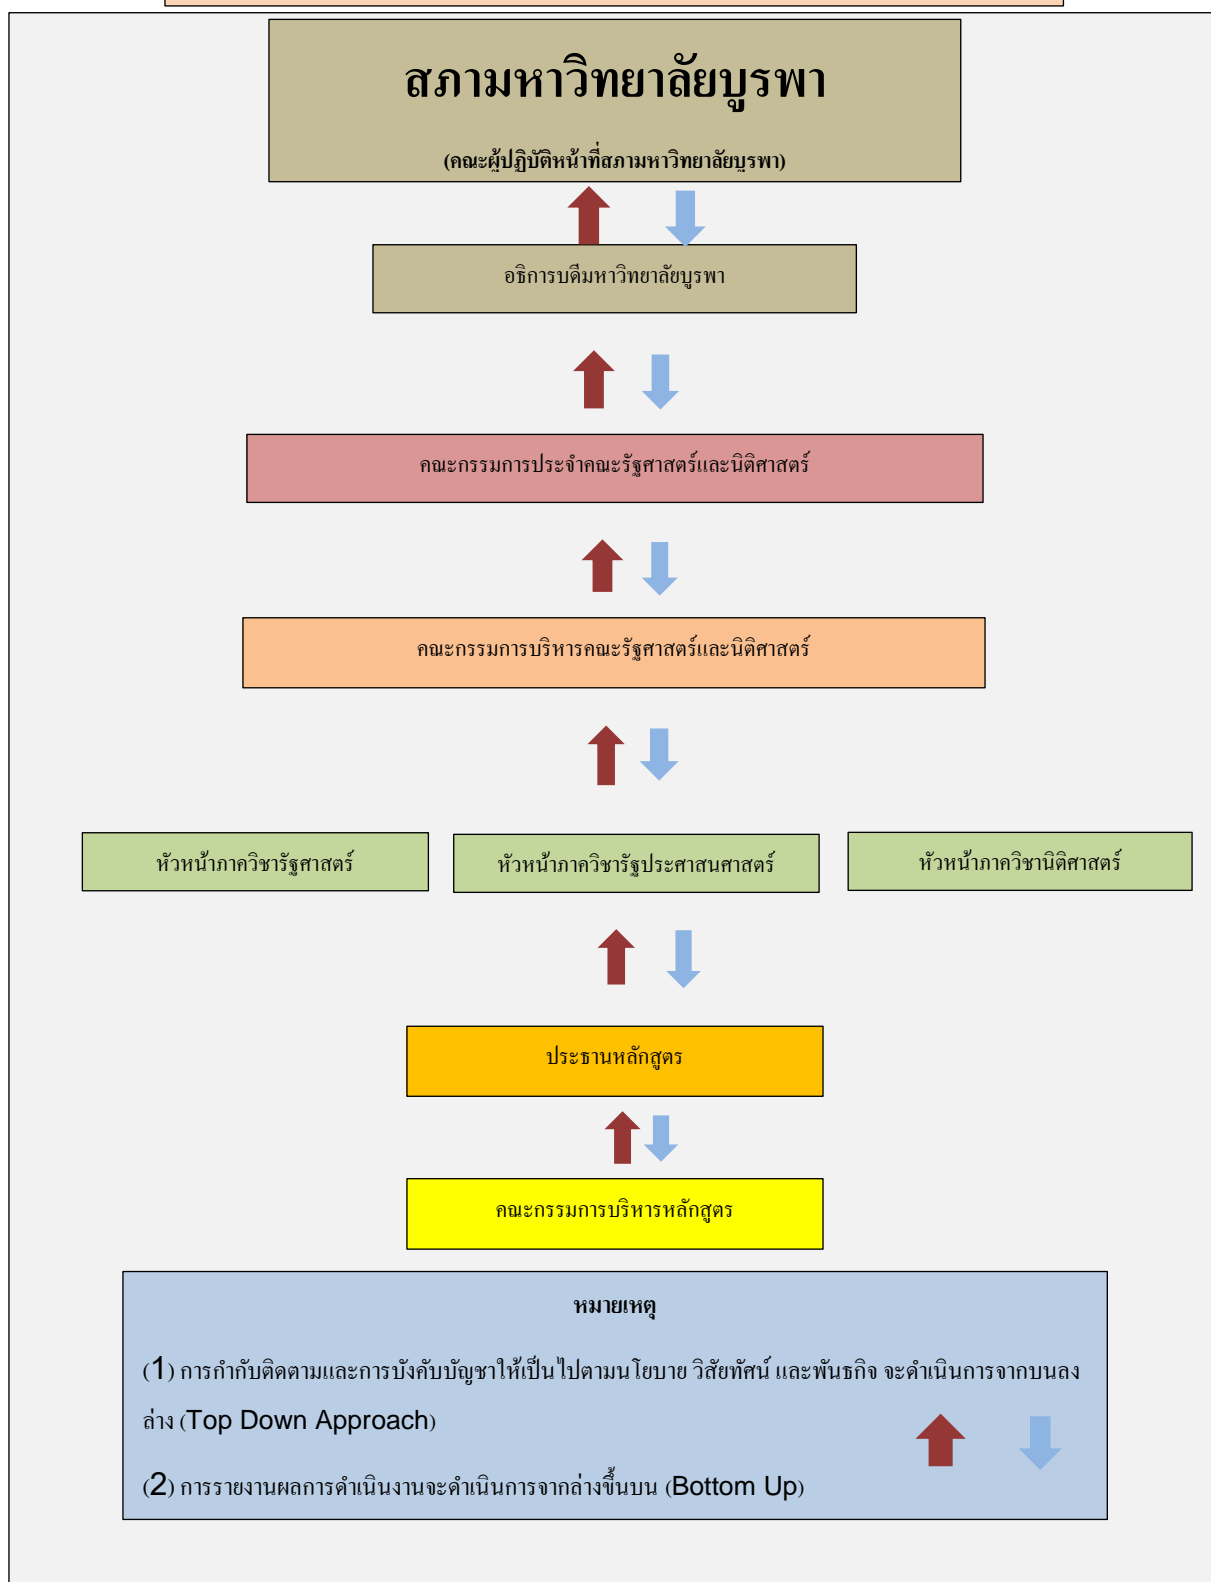 สภามหาวิทยาลัยบูรพา
(คณะผู้ปฏิบัติหน้าที่สภามหาวิทยาลัยบูรพา)
อธิการบดีมหาวิทยาลัยบูรพา
คณะกรรมการประจำคณะรัฐศาสตร์และนิติศาสตร์
คณะกรรมการบริหารคณะรัฐศาสตร์และนิติศาสตร์
หัวหน้าภาควิชารัฐศาสตร์
หัวหน้าภาควิชารัฐประศาสนศาสตร์
หัวหน้าภาควิชานิติศาสตร์
ประธานหลักสูตร
คณะกรรมการบริหารหลักสูตร
หมายเหตุ
(1) การกำกับติดตามและการบังคับบัญชาให้เป็นไปตามนโยบาย วิสัยทัศน์ และพันธกิจ จะดำเนินการจากบนลง
ล่าง (Top Down Approach)
(2) การรายงานผลการดำเนินงานจะดำเนินการจากล่างขึ้นบน (Bottom Up)